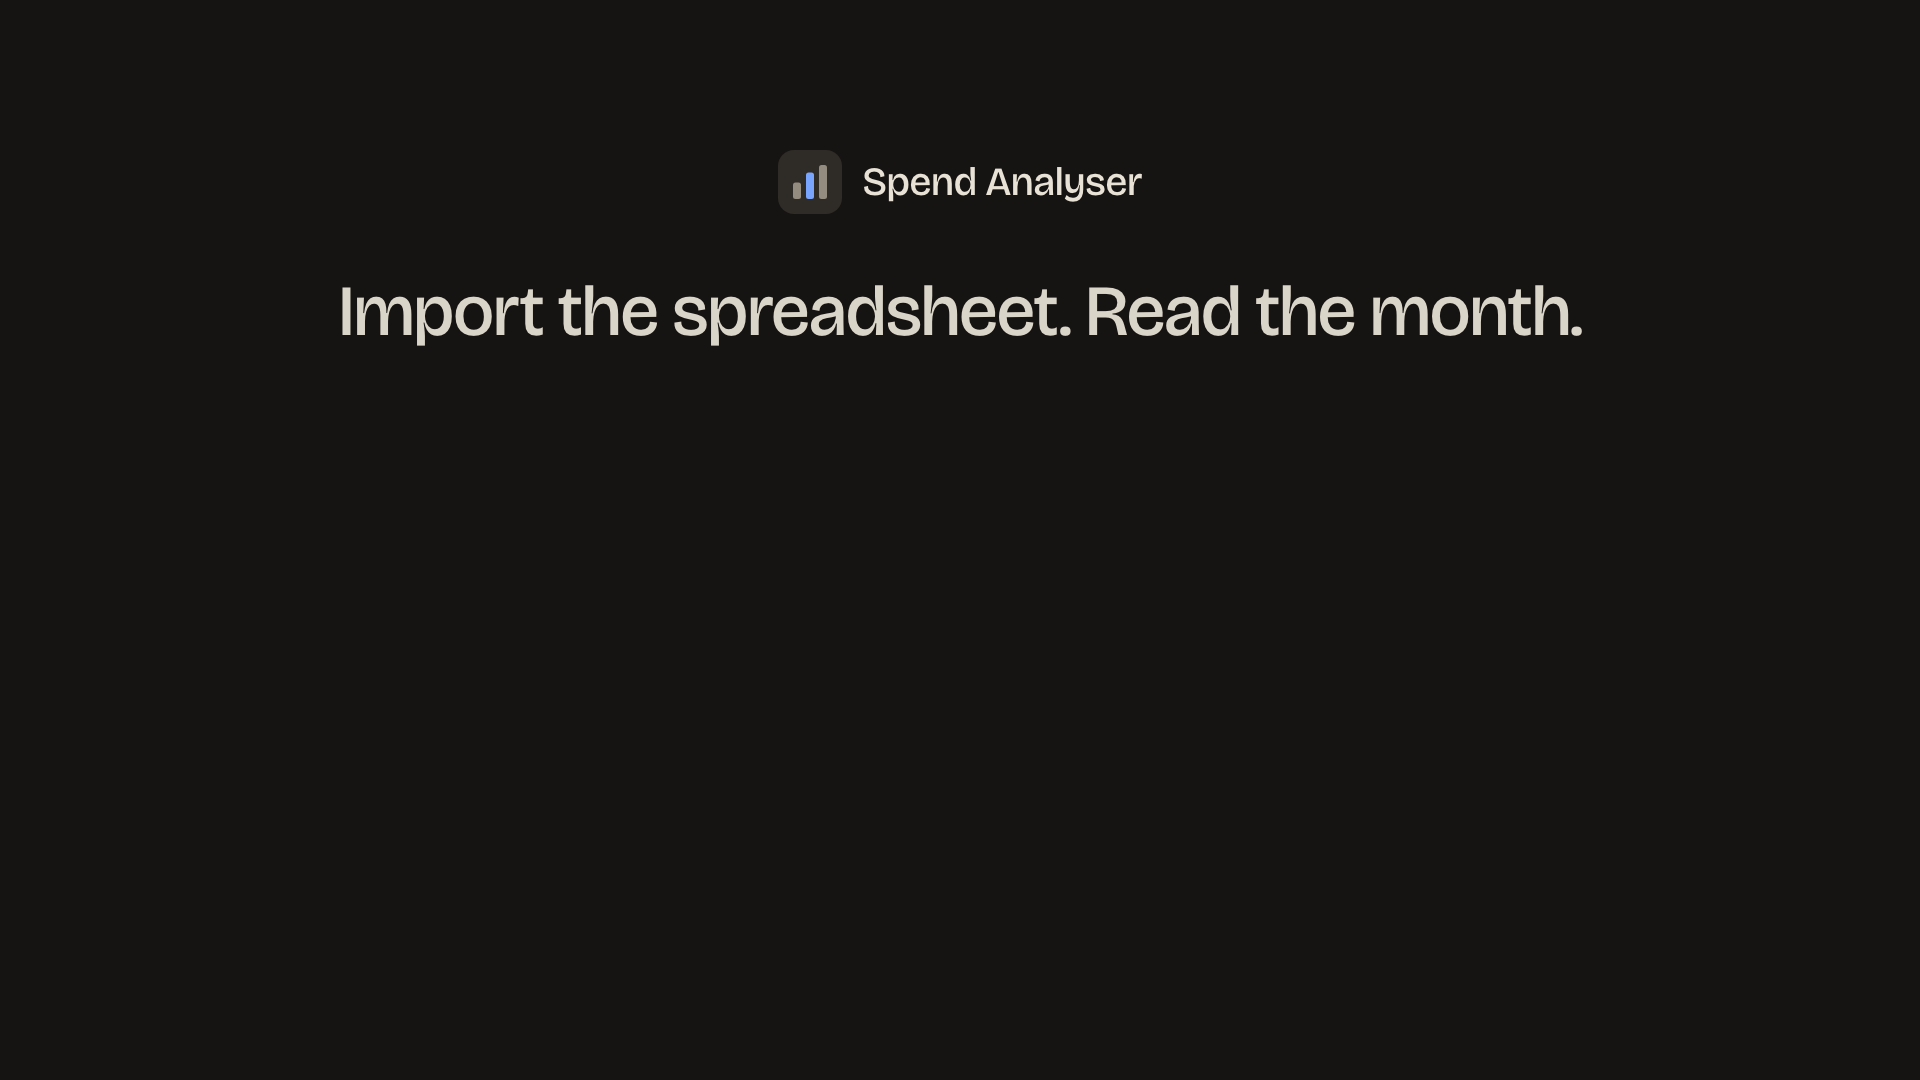 Spend Analyser
Import the spreadsheet. Read the month.